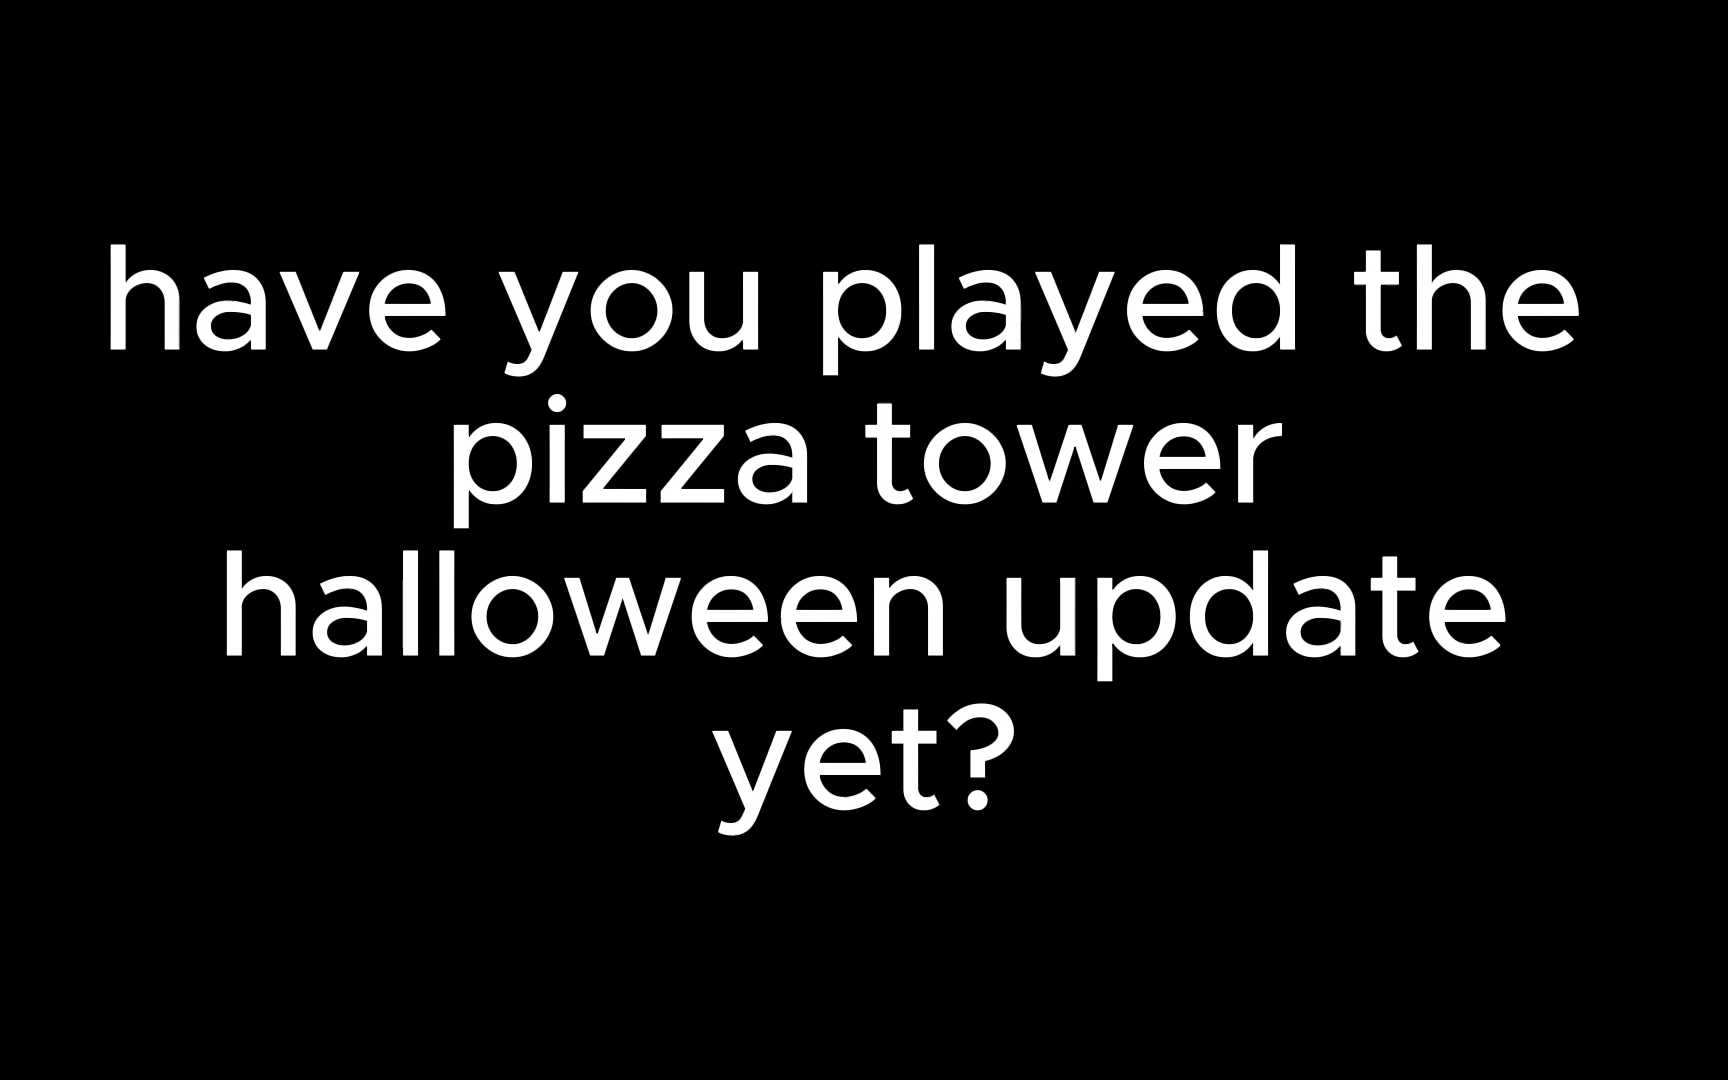 have you played the
pizza tower
halloween update
yet?